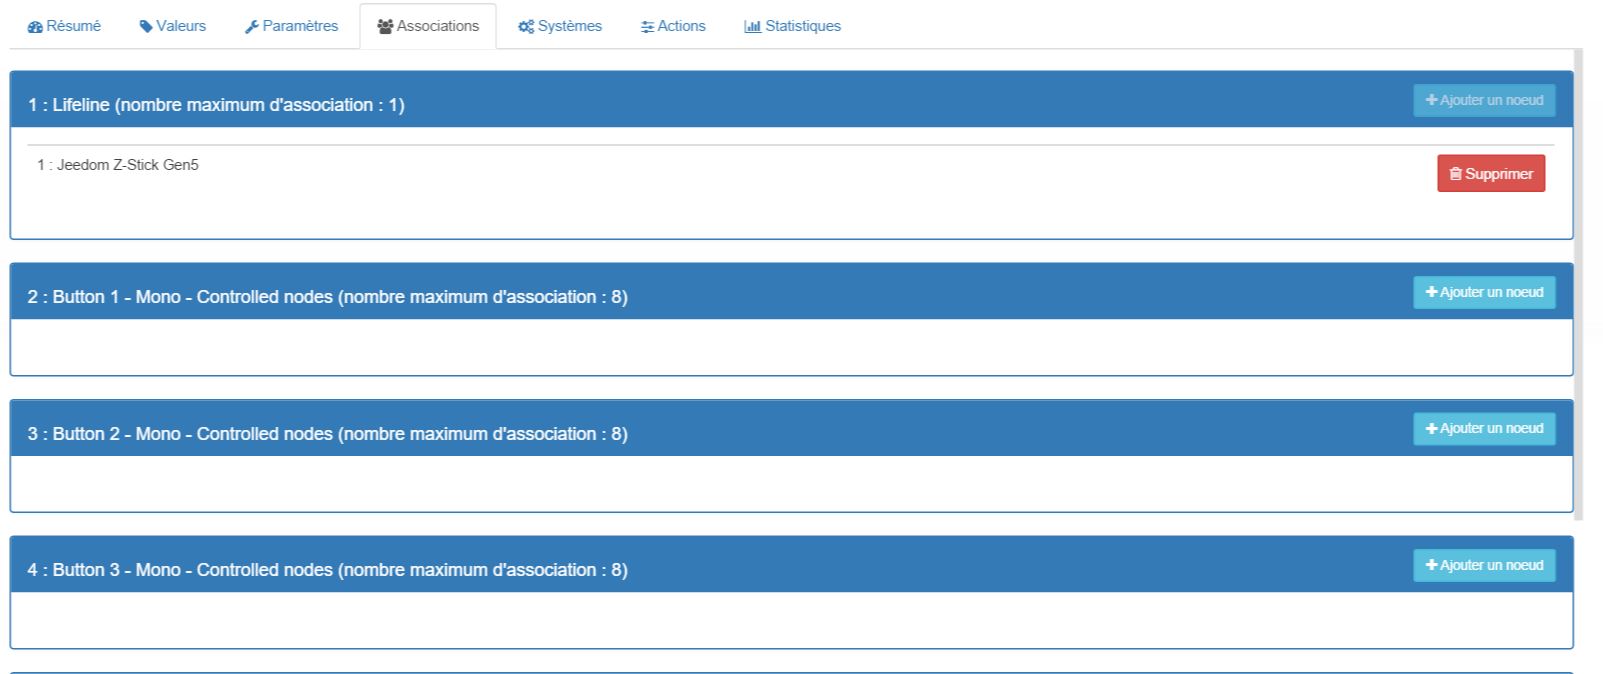 Résumé Valeurs Paramètres Associations Systèmes Actions Statistiques
1 : Lifeline (nombre maximum d'association : 1) Ajouter un noeud
1 : Jeedom Z-Stick Gen5 Supprimer
2 : Button 1 - Mono - Controlled nodes (nombre maximum d'association : 8) Ajouter un noeud
3 : Button 2 - Mono - Controlled nodes (nombre maximum d'association : 8) Ajouter un noeud
4 : Button 3 - Mono - Controlled nodes (nombre maximum d'association : 8) Ajouter un noeud